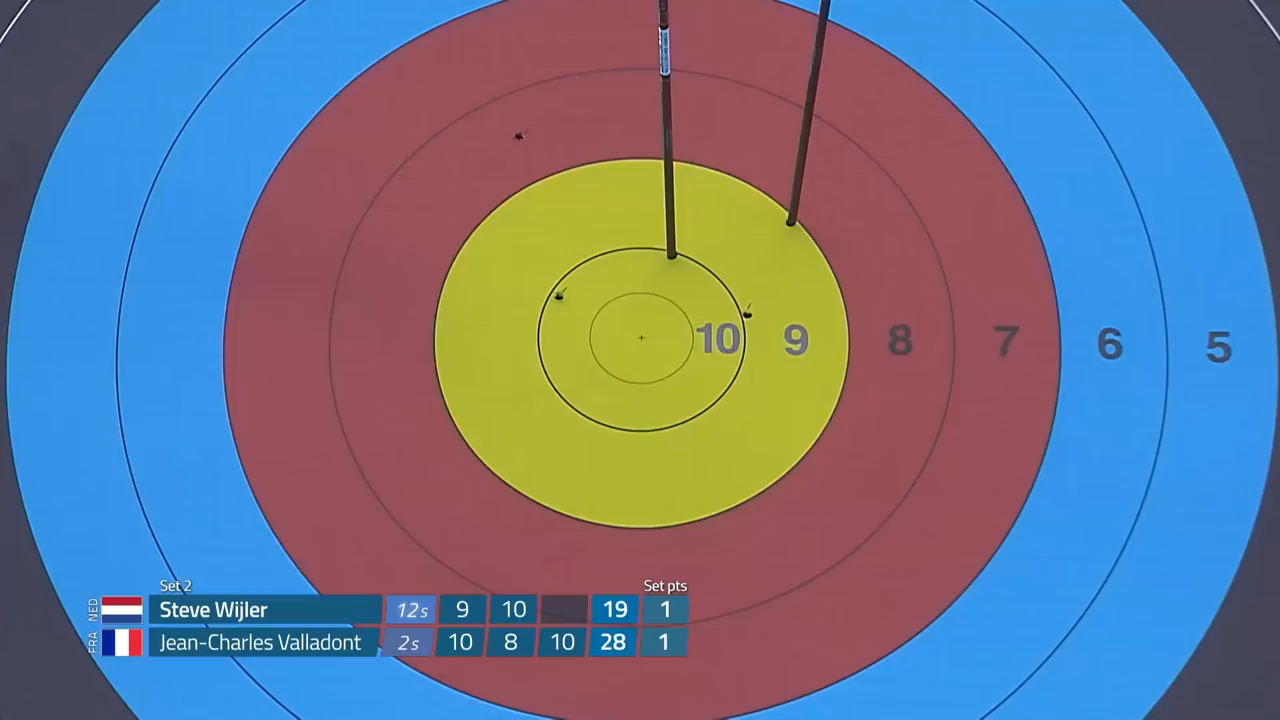 10 9 8 7 6 5
Set 2 Set pts
NED Steve Wijler 12s 9 10 19 1
FRA Jean-Charles Valladont 2s 10 8 10 28 1